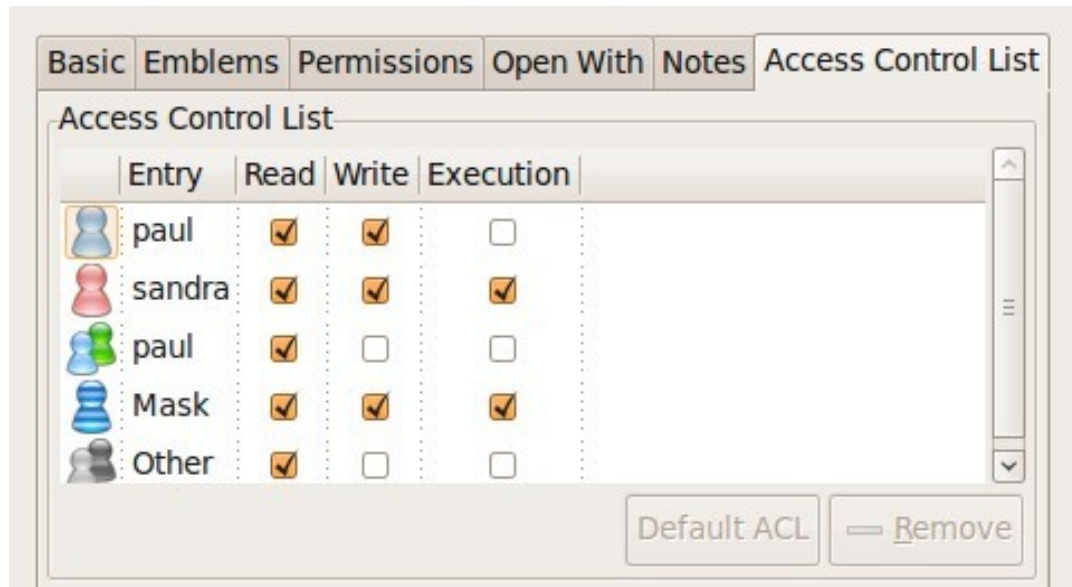 Basic Emblems Permissions Open With Notes Access Control List
Access Control List
Entry Read Write Execution
paul
sandra
paul
Mask
Other
Default ACL Remove